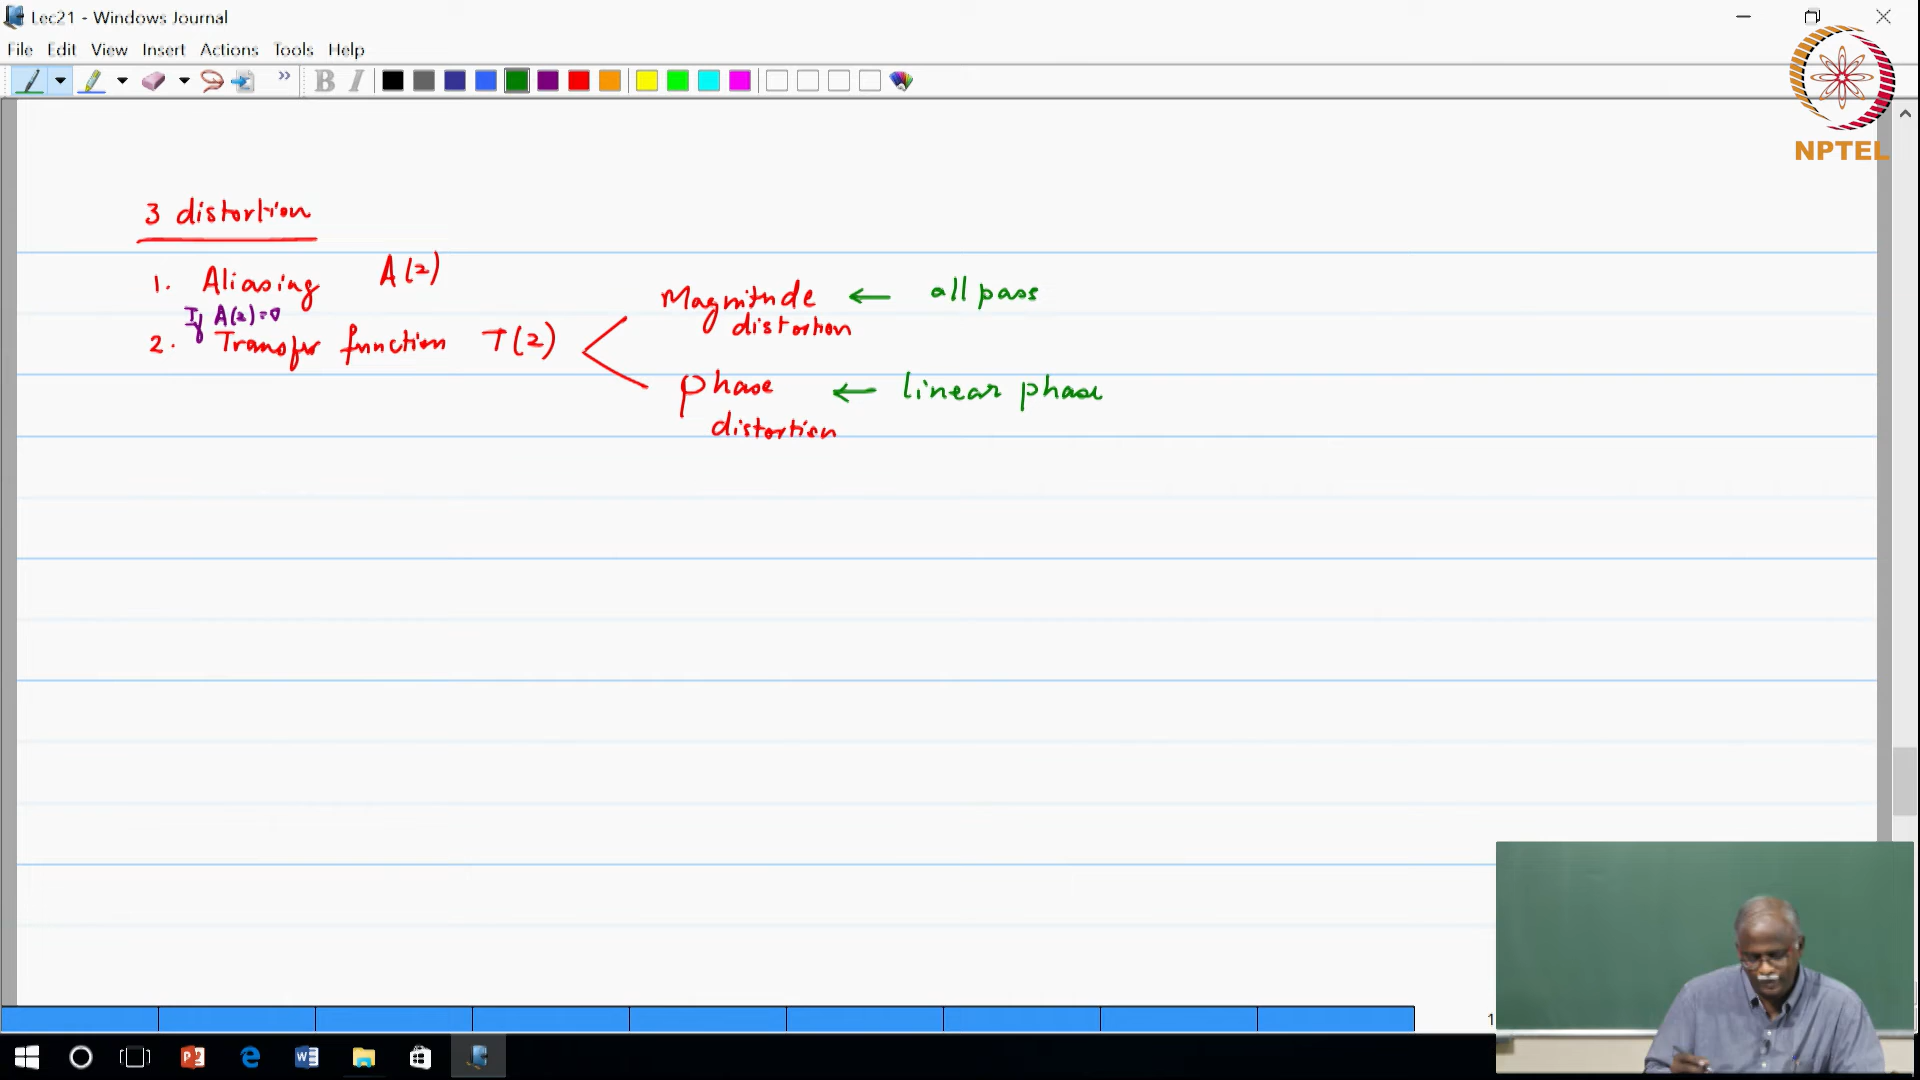 Lec21 - Windows Journal
File Edit View Insert Actions Tools Help
NPTEL
3 distortion
1. Aliasing A(z)
If A(z)=0
2. Transfer function T(z)
Magnitude distortion ← all pass
phase distortion ← linear phase
1